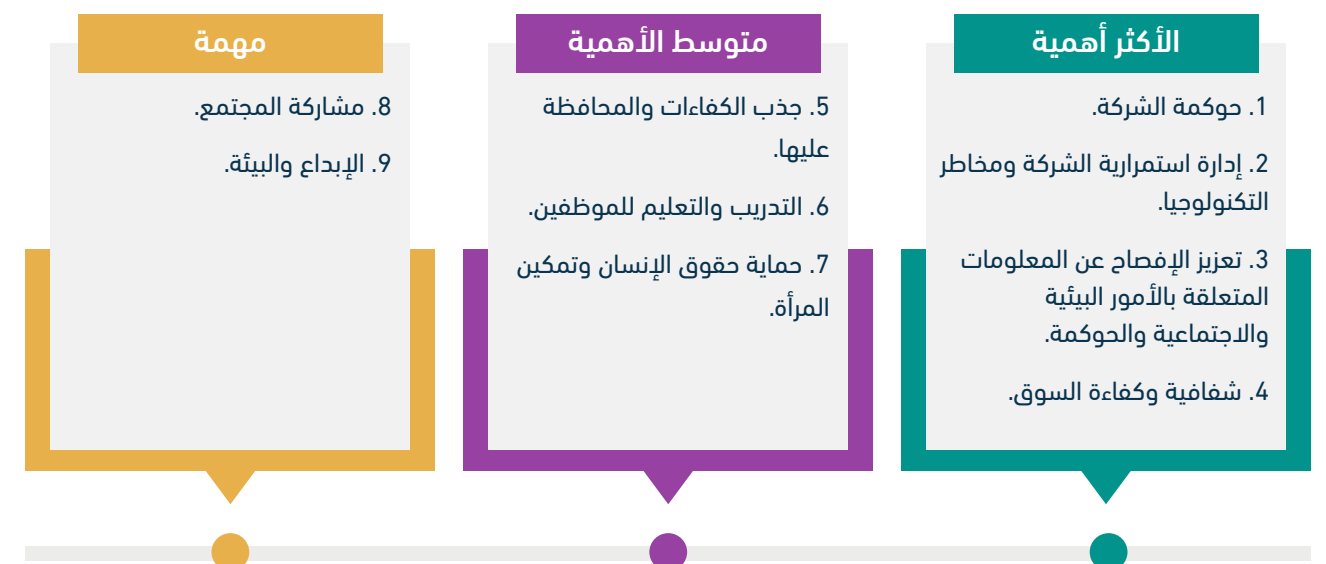 الأكثر أهمية
1. حوكمة الشركة.
2. إدارة استمرارية الشركة ومخاطر
التكنولوجيا.
3. تعزيز الإفصاح عن المعلومات
المتعلقة بالأمور البيئية
والاجتماعية والحوكمة.
4. شفافية وكفاءة السوق.
متوسط الأهمية
5. جذب الكفاءات والمحافظة
عليها.
6. التدريب والتعليم للموظفين.
7. حماية حقوق الإنسان وتمكين
المرأة.
مهمة
8. مشاركة المجتمع.
9. الإبداع والبيئة.